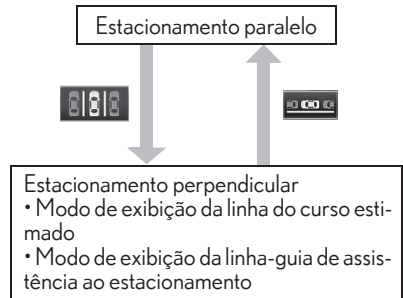 Estacionamento paralelo
Estacionamento perpendicular
• Modo de exibição da linha do curso esti-
mado
• Modo de exibição da linha-guia de assis-
tência ao estacionamento